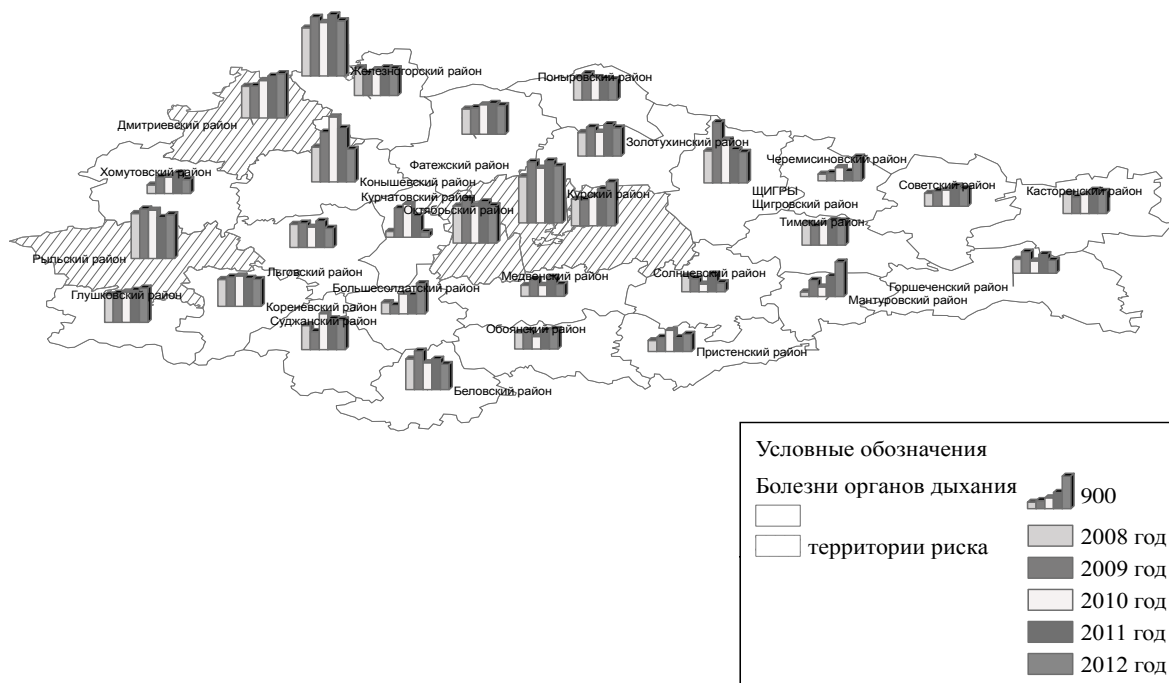 Железногорский район
Поныровский район
Дмитриевский район
Золотухинский район
Фатежский район
Черемисиновский район
Хомутовский район
Конышевский район
Советский район
Касторенский район
ЩИГРЫ
Курчатовский район
Курский район
Щигровский район
Октябрьский район
Тимский район
Рыльский район
Льговский район
Медвенский район
Солнцевский район
Большесолдатский район
Горшеченский район
Глушковский район
Мантуровский район
Кореневский район
Суджанский район
Обоянский район
Пристенский район
Беловский район
Условные обозначения
Болезни органов дыхания
900
территории риска
2008 год
2009 год
2010 год
2011 год
2012 год